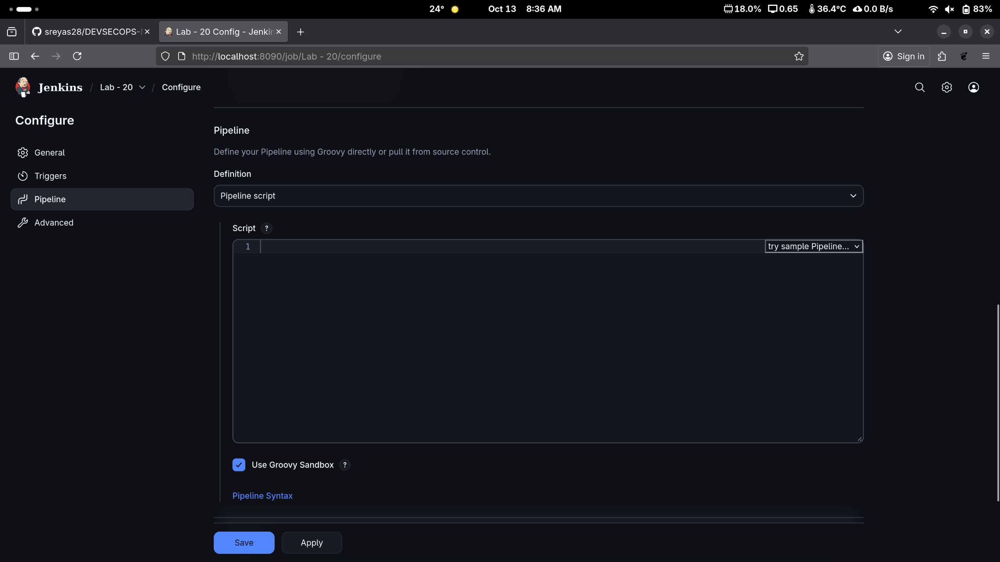 24° Oct 13 8:36 AM 18.0% 0.65 36.4°C 0.0 B/s 83%
sreyas28/DEVSECOPS- Lab - 20 Config - Jenkin
http://localhost:8090/job/Lab - 20/configure Sign in
Jenkins / Lab - 20 / Configure
Configure
General
Triggers
Pipeline
Advanced
Pipeline
Define your Pipeline using Groovy directly or pull it from source control.
Definition
Pipeline script
Script ?
1 try sample Pipeline...
Use Groovy Sandbox ?
Pipeline Syntax
Save Apply